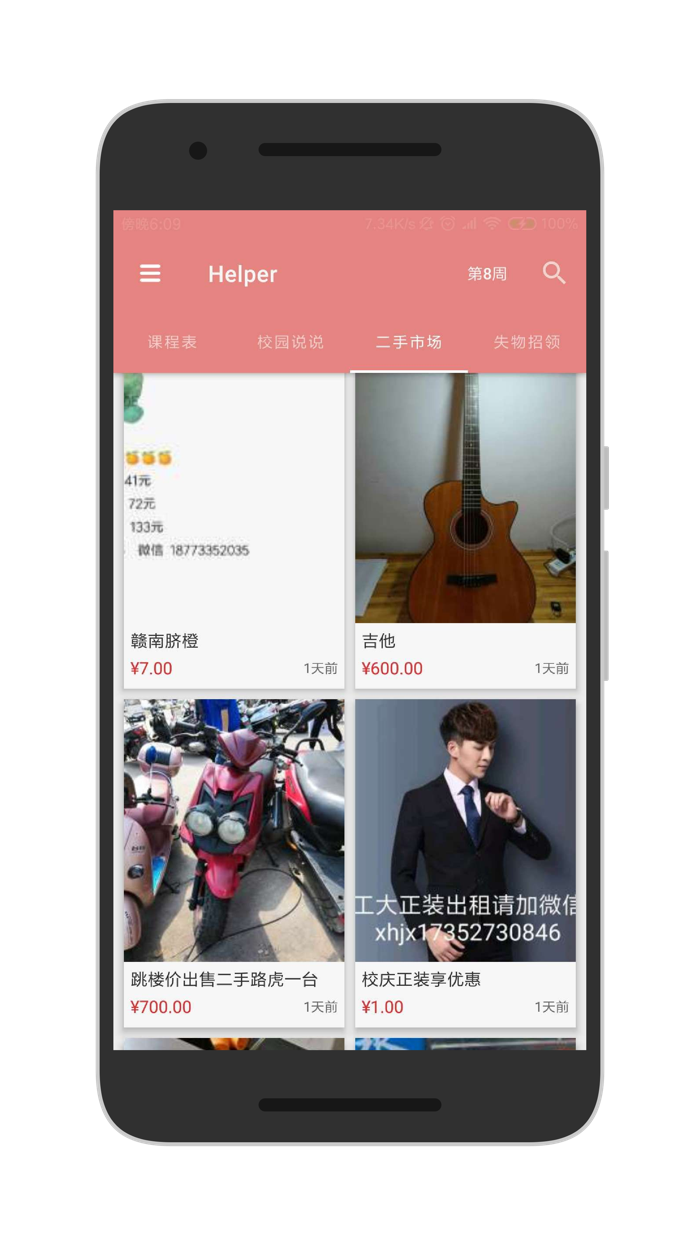 傍晚6:09 7.34K/s 100%
Helper 第8周
课程表 校园说说 二手市场 失物招领
41元
72元
133元
微信 18773352035
赣南脐橙
¥7.00 1天前
吉他
¥600.00 1天前
工大正装出租请加微信
xhjx17352730846
跳楼价出售二手路虎一台
¥700.00 1天前
校庆正装享优惠
¥1.00 1天前